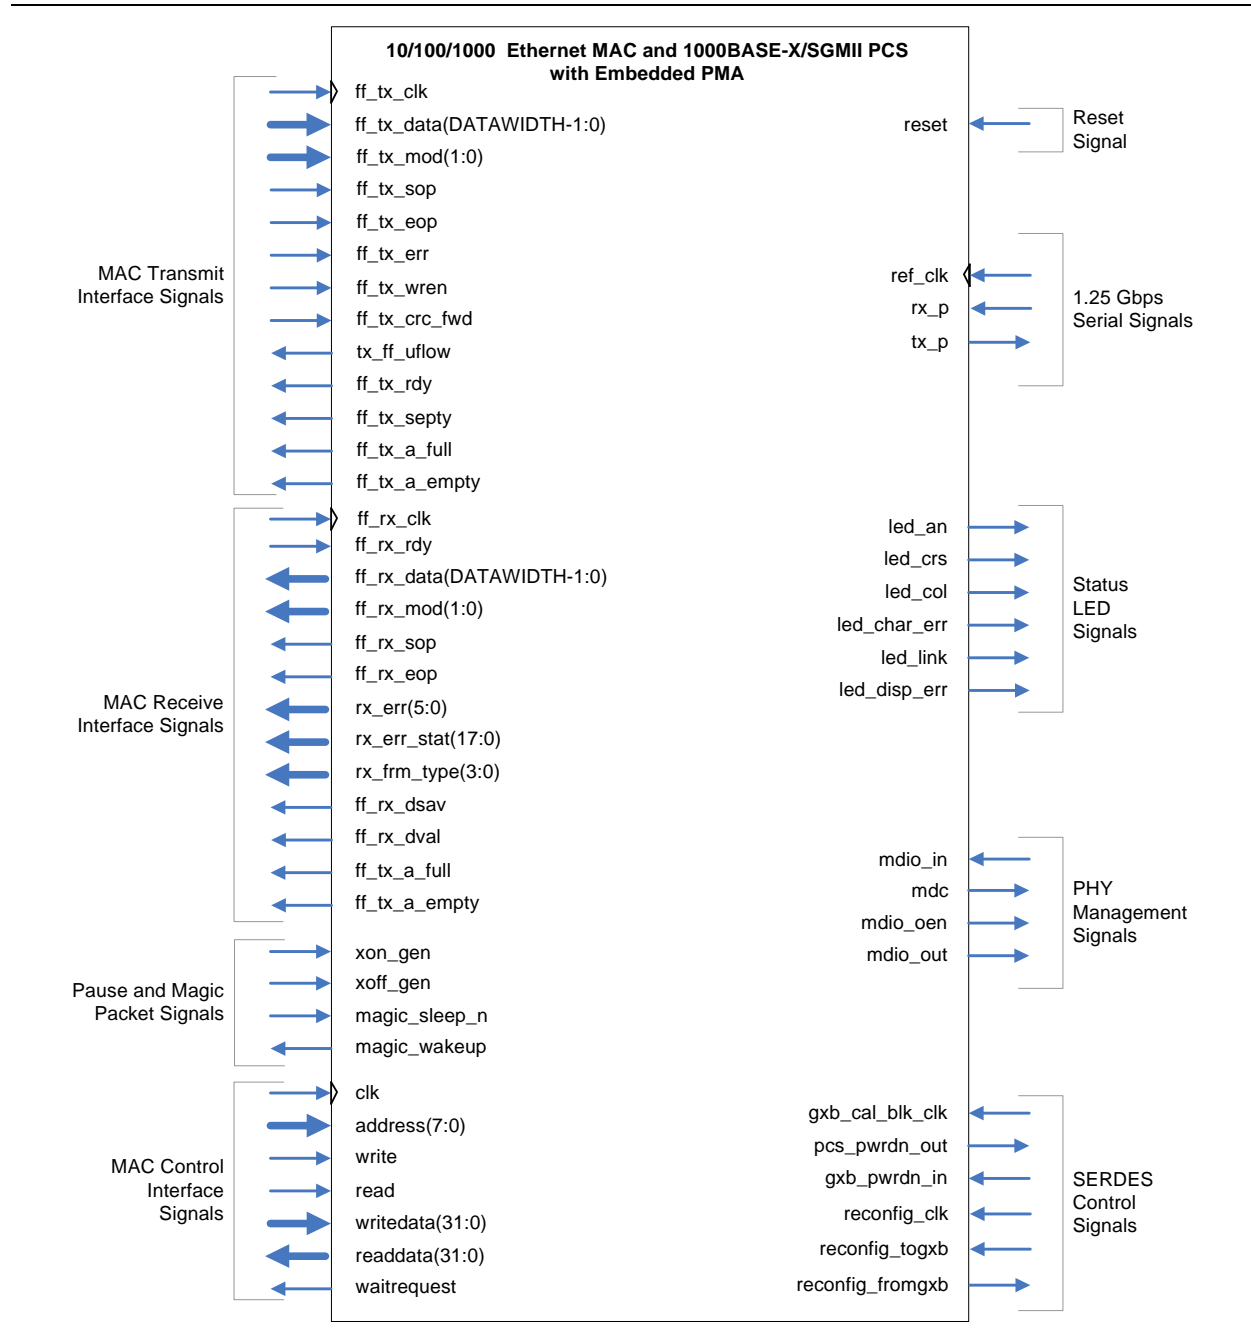 10/100/1000 Ethernet MAC and 1000BASE-X/SGMII PCS
with Embedded PMA
MAC Transmit
Interface Signals
ff_tx_clk
ff_tx_data(DATAWIDTH-1:0)
ff_tx_mod(1:0)
ff_tx_sop
ff_tx_eop
ff_tx_err
ff_tx_wren
ff_tx_crc_fwd
tx_ff_uflow
ff_tx_rdy
ff_tx_septy
ff_tx_a_full
ff_tx_a_empty
MAC Receive
Interface Signals
ff_rx_clk
ff_rx_rdy
ff_rx_data(DATAWIDTH-1:0)
ff_rx_mod(1:0)
ff_rx_sop
ff_rx_eop
rx_err(5:0)
rx_err_stat(17:0)
rx_frm_type(3:0)
ff_rx_dsav
ff_rx_dval
ff_tx_a_full
ff_tx_a_empty
Pause and Magic
Packet Signals
xon_gen
xoff_gen
magic_sleep_n
magic_wakeup
MAC Control
Interface
Signals
clk
address(7:0)
write
read
writedata(31:0)
readdata(31:0)
waitrequest
reset
Reset
Signal
ref_clk
rx_p
tx_p
1.25 Gbps
Serial Signals
led_an
led_crs
led_col
led_char_err
led_link
led_disp_err
Status
LED
Signals
mdio_in
mdc
mdio_oen
mdio_out
PHY
Management
Signals
gxb_cal_blk_clk
pcs_pwrdn_out
gxb_pwrdn_in
reconfig_clk
reconfig_togxb
reconfig_fromgxb
SERDES
Control
Signals